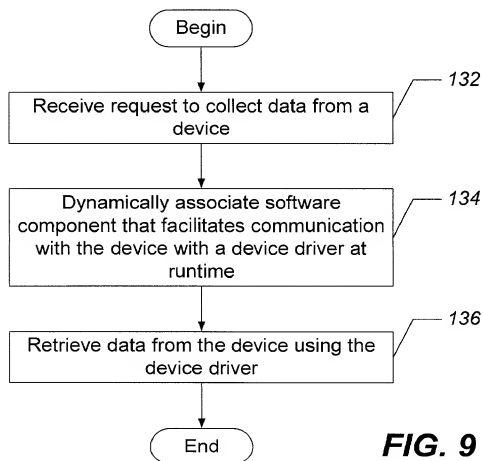 Begin
132
Receive request to collect data from a
device
134
Dynamically associate software
component that facilitates communication
with the device with a device driver at
runtime
136
Retrieve data from the device using the
device driver
End
FIG. 9